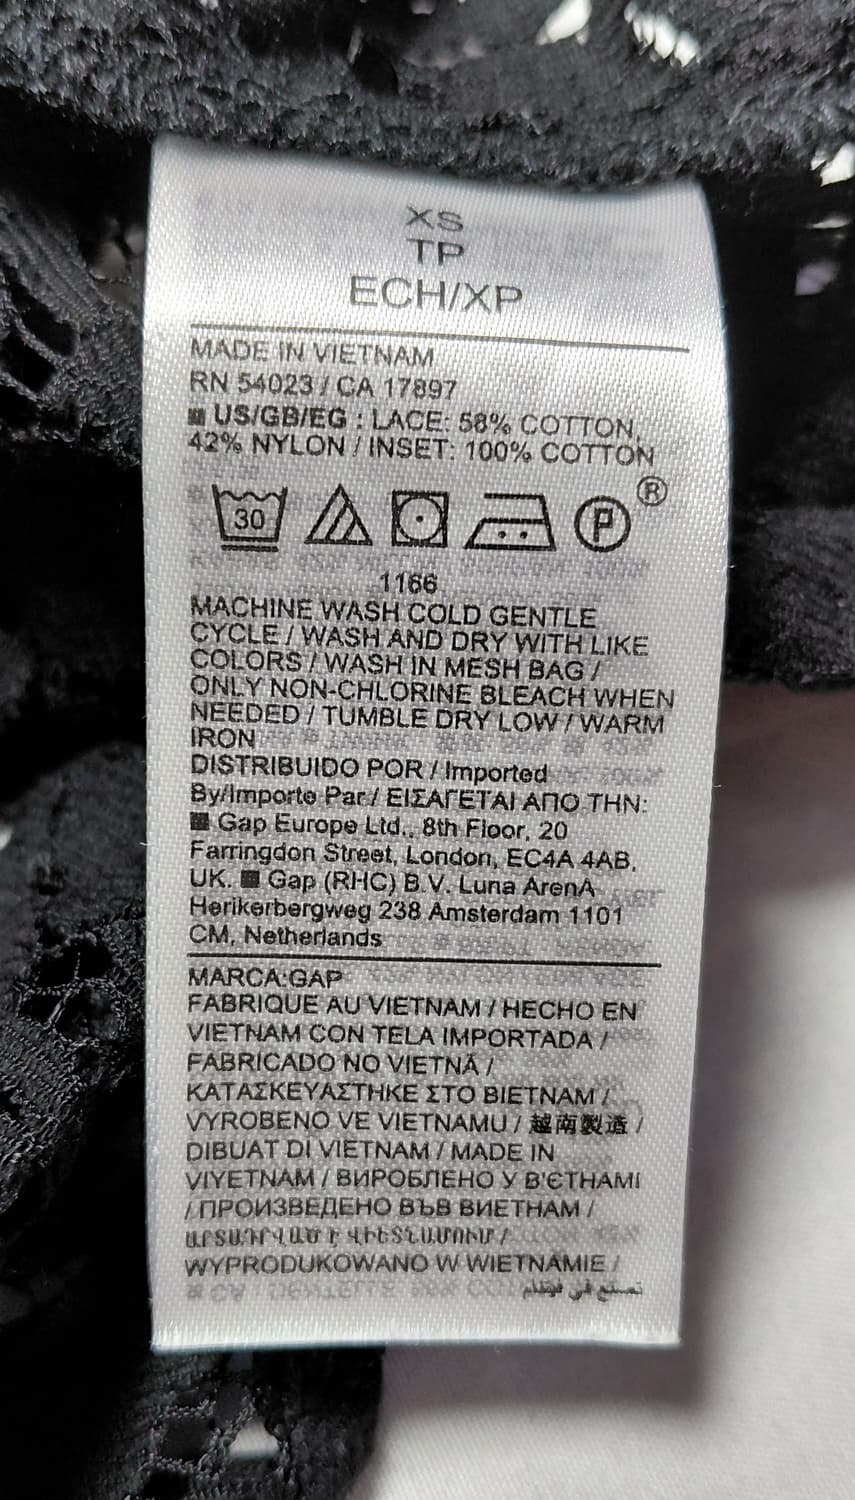 XS
TP
ECH/XP
MADE IN VIETNAM
RN 54023 / CA 17897
■ US/GB/EG : LACE: 58% COTTON,
42% NYLON / INSET: 100% COTTON
30 P ®
1166
MACHINE WASH COLD GENTLE
CYCLE / WASH AND DRY WITH LIKE
COLORS / WASH IN MESH BAG /
ONLY NON-CHLORINE BLEACH WHEN
NEEDED / TUMBLE DRY LOW / WARM
IRON
DISTRIBUIDO POR / Imported
By/Importe Par / ΕΙΣΑΓΕΤΑΙ ΑΠΟ ΤΗΝ:
■ Gap Europe Ltd., 8th Floor, 20
Farringdon Street, London, EC4A 4AB,
UK. ■ Gap (RHC) B.V. Luna ArenA
Herikerbergweg 238 Amsterdam 1101
CM, Netherlands
MARCA:GAP
FABRIQUE AU VIETNAM / HECHO EN
VIETNAM CON TELA IMPORTADA /
FABRICADO NO VIETNÃ /
ΚΑΤΑΣΚΕΥΑΣΤΗΚΕ ΣΤΟ ΒΙΕΤΝΑΜ /
VYROBENO VE VIETNAMU / 越南製造 /
DIBUAT DI VIETNAM / MADE IN
VIYETNAM / ВИРОБЛЕНО У В'ЄТНАМІ
/ ПРОИЗВЕДЕНО ВЪВ ВИЕТНАМ /
ԱՐՏԱԴՐՎԱԾ Է ՎԻԵՏՆԱՄՈՒՄ /
WYPRODUKOWANO W WIETNAMIE /
تصنع في فيتنام